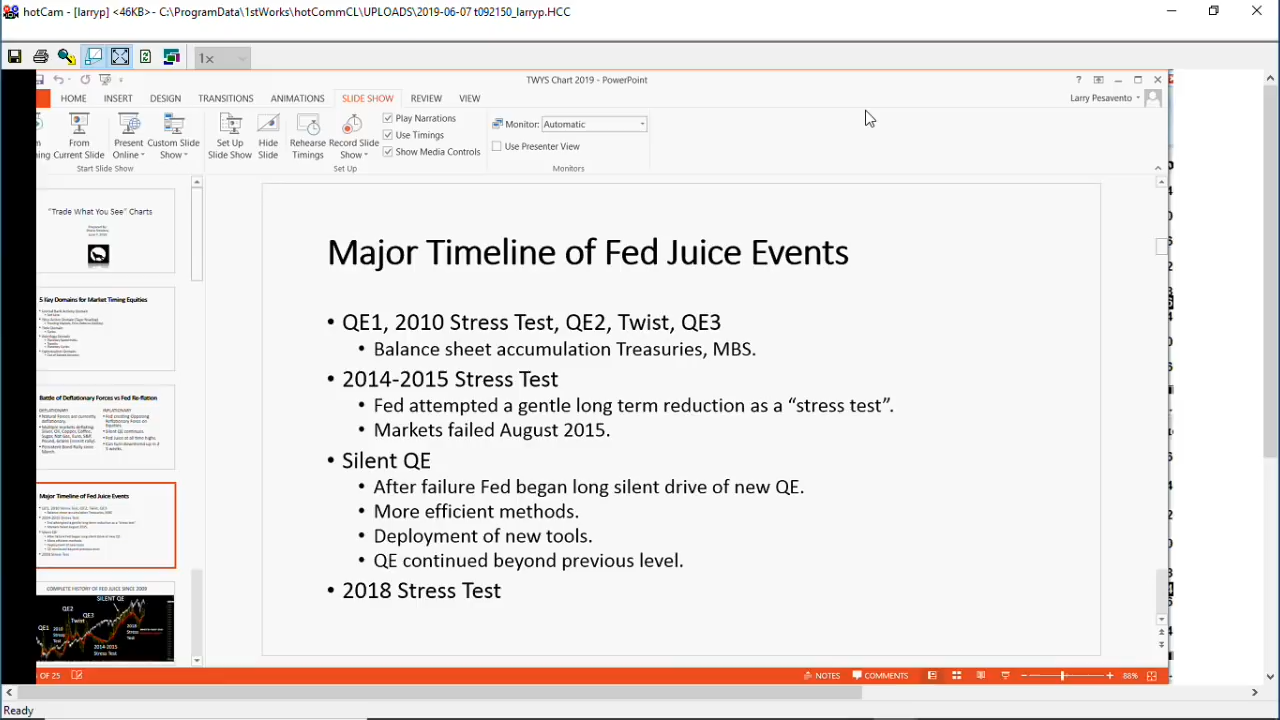 hotCam - [larryp] <46KB>- C:\ProgramData\1stWorks\hotCommCL\UPLOADS\2019-06-07 t092150_larryp.HCC
1x
TWYS Chart 2019 - PowerPoint
HOME INSERT DESIGN TRANSITIONS ANIMATIONS SLIDE SHOW REVIEW VIEW
Larry Pesavento
From Current Slide
Present Online
Custom Slide Show
Start Slide Show
Set Up Slide Show
Hide Slide
Rehearse Timings
Record Slide Show
Play Narrations
Use Timings
Show Media Controls
Set Up
Monitor: Automatic
Use Presenter View
Monitors
"Trade What You See" Charts
5 Key Domains for Market Timing Equities
Battle of Deflationary Forces vs Fed Re-flation
Major Timeline of Fed Juice Events
COMPLETE HISTORY OF FED JUICE SINCE 2009
SILENT QE
QE2
QE3
Twist
QE1
2010 Stress Test
2014-2015 Stress Test
2018 Stress Test
Major Timeline of Fed Juice Events
• QE1, 2010 Stress Test, QE2, Twist, QE3
• Balance sheet accumulation Treasuries, MBS.
• 2014-2015 Stress Test
• Fed attempted a gentle long term reduction as a “stress test”.
• Markets failed August 2015.
• Silent QE
• After failure Fed began long silent drive of new QE.
• More efficient methods.
• Deployment of new tools.
• QE continued beyond previous level.
• 2018 Stress Test
OF 25
NOTES COMMENTS 88%
Ready